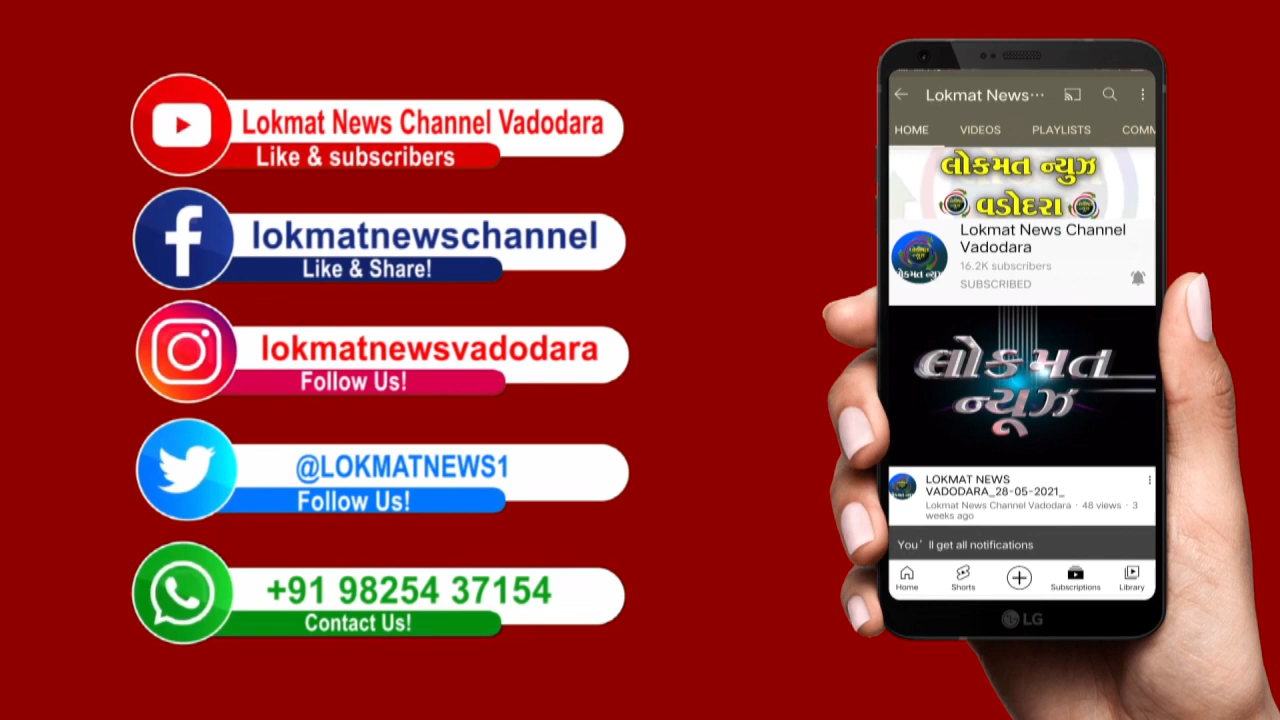 Lokmat News Channel Vadodara
Like & subscribers
lokmatnewschannel
Like & Share!
lokmatnewsvadodara
Follow Us!
@LOKMATNEWS1
Follow Us!
+91 98254 37154
Contact Us!
Lokmat News···
HOME VIDEOS PLAYLISTS COMM
લોકમત ન્યુઝ
વડોદરા
Lokmat News Channel
Vadodara
16.2K subscribers
SUBSCRIBED
લોકમત
ન્યૂઝ
LOKMAT NEWS
VADODARA_28-05-2021_
Lokmat News Channel Vadodara · 48 views · 3
weeks ago
You'll get all notifications
Home Shorts Subscriptions Library
LG